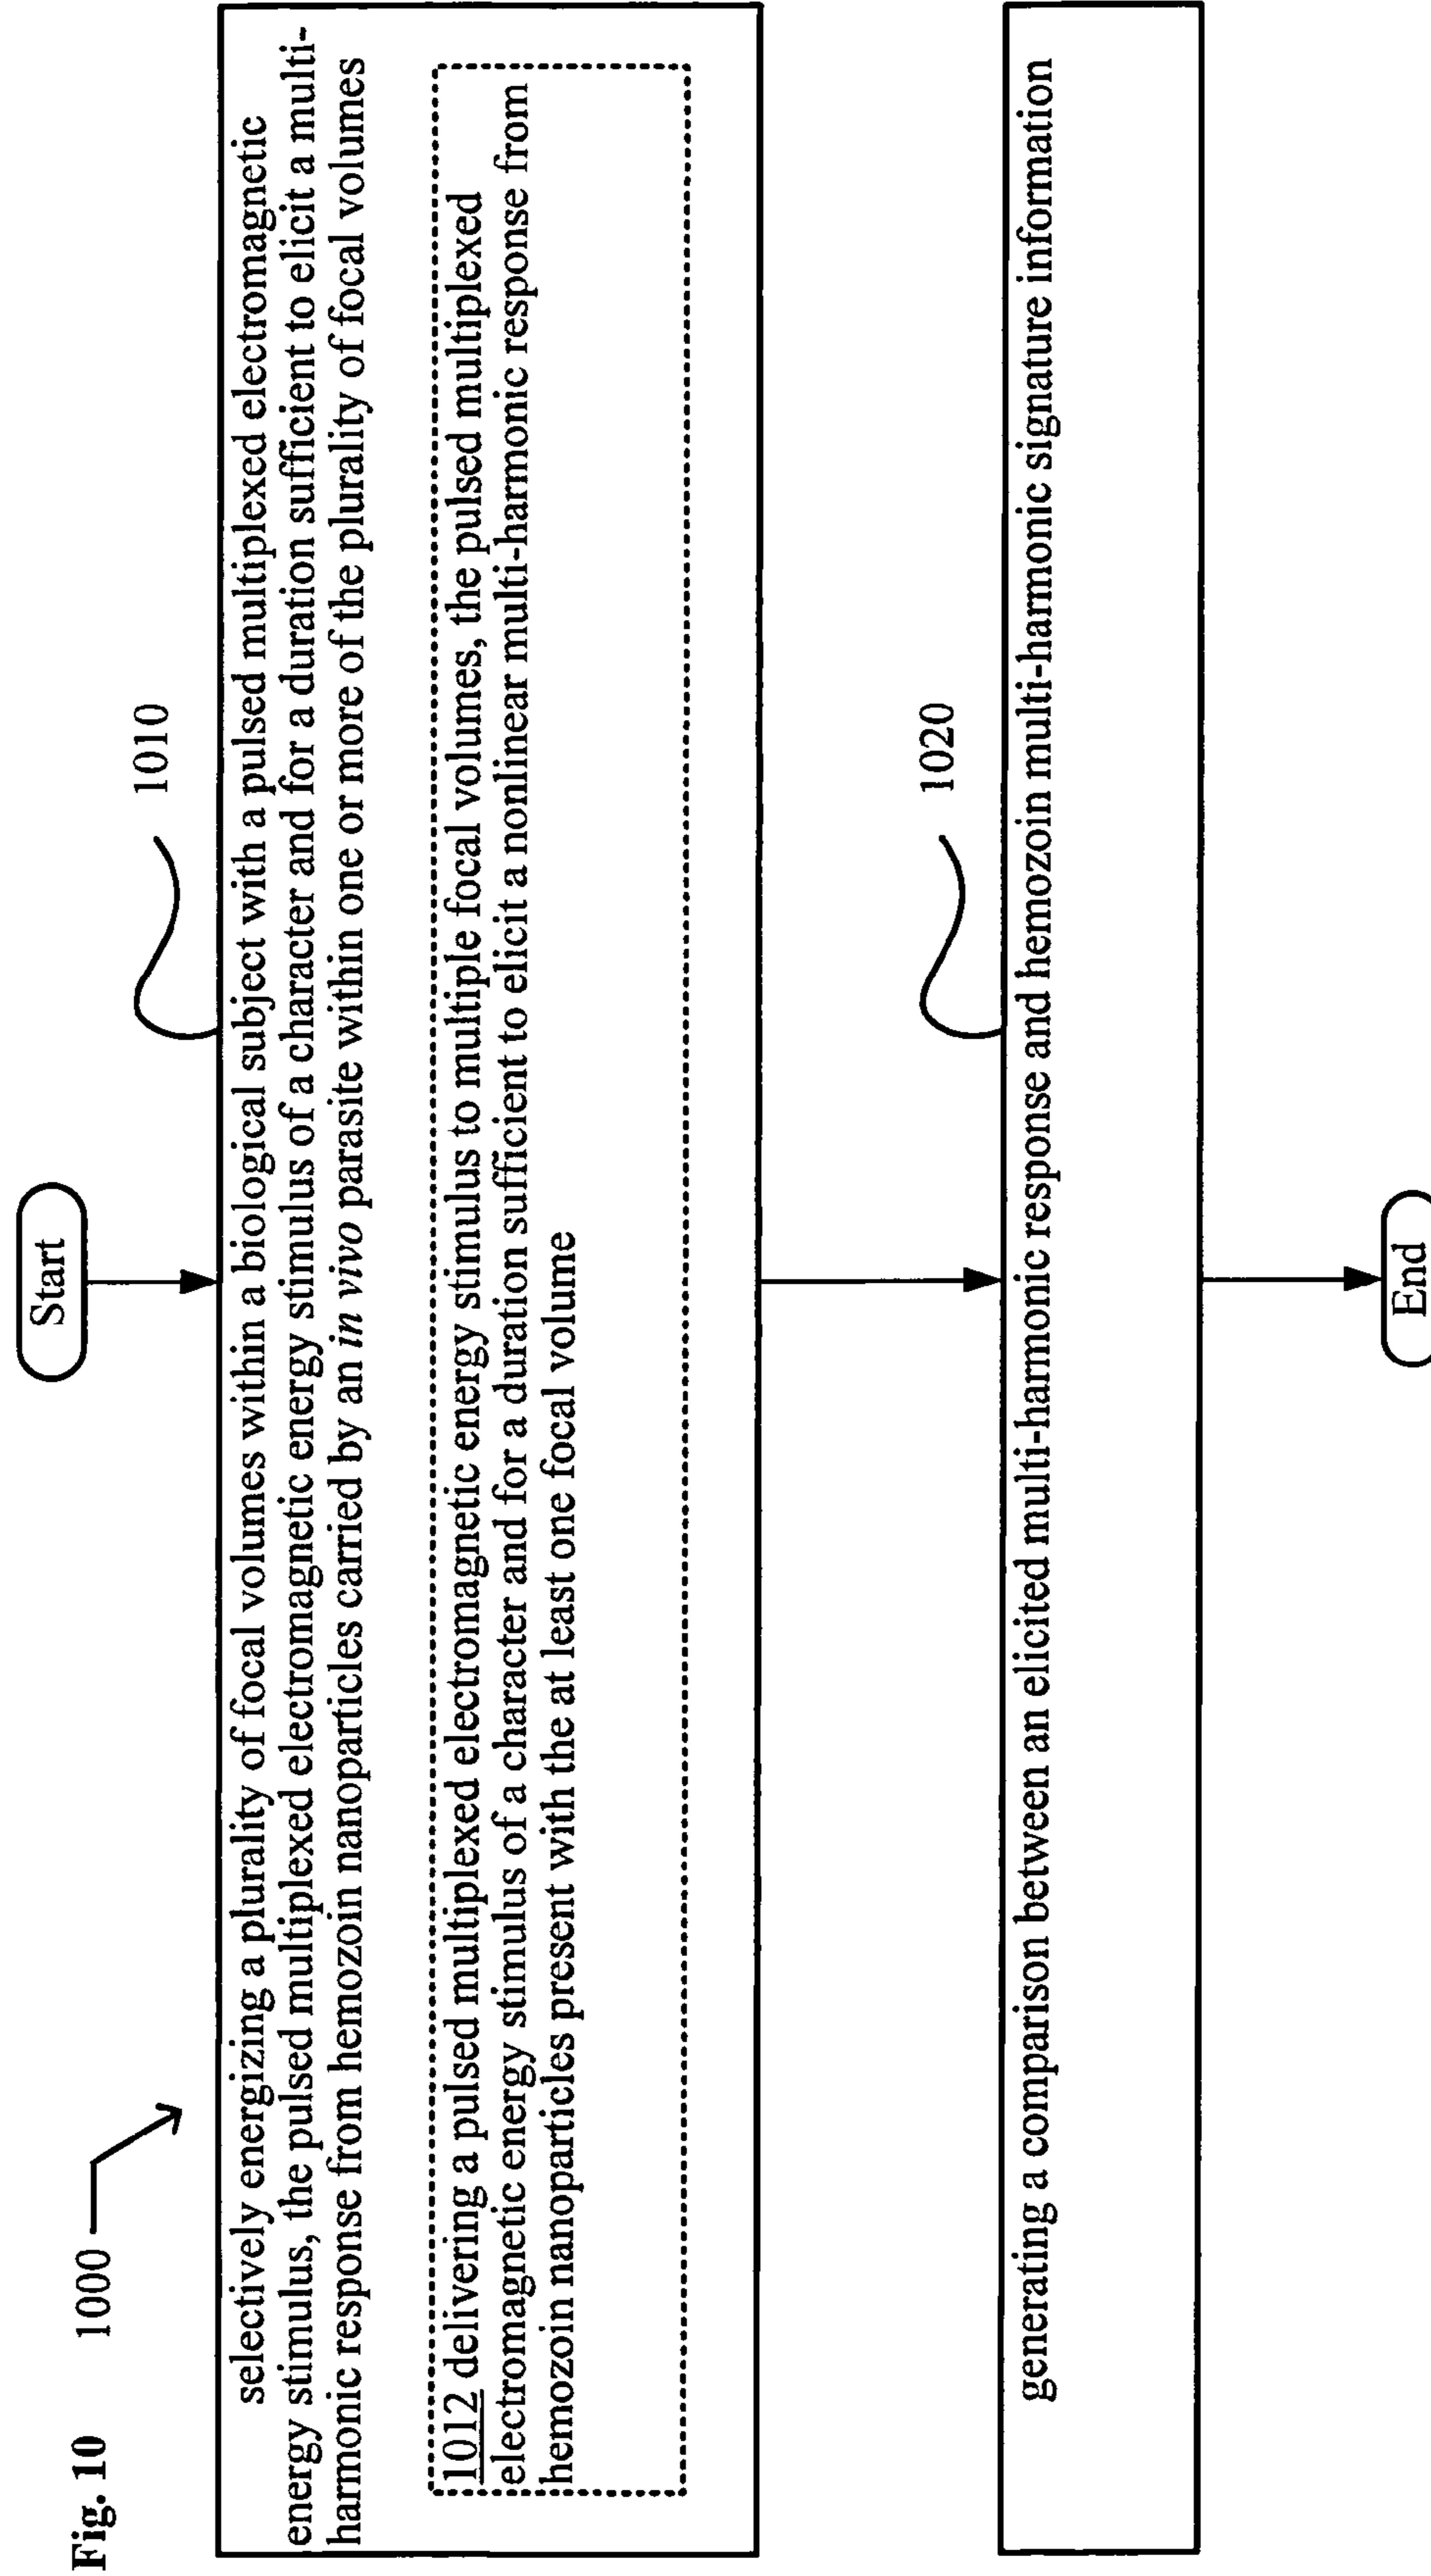 Fig. 10
1000
Start
1010
selectively energizing a plurality of focal volumes within a biological subject with a pulsed multiplexed electromagnetic
energy stimulus, the pulsed multiplexed electromagnetic energy stimulus of a character and for a duration sufficient to elicit a multi-
harmonic response from hemozoin nanoparticles carried by an in vivo parasite within one or more of the plurality of focal volumes
1012 delivering a pulsed multiplexed electromagnetic energy stimulus to multiple focal volumes, the pulsed multiplexed
electromagnetic energy stimulus of a character and for a duration sufficient to elicit a nonlinear multi-harmonic response from
hemozoin nanoparticles present with the at least one focal volume
1020
generating a comparison between an elicited multi-harmonic response and hemozoin multi-harmonic signature information
End